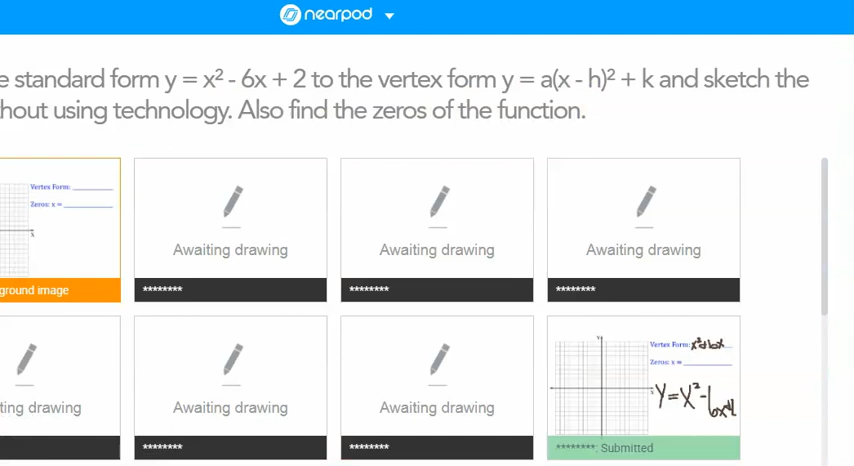 nearpod
e standard form y = x² - 6x + 2 to the vertex form y = a(x - h)² + k and sketch the
hout using technology. Also find the zeros of the function.
Vertex Form:
Zeros: x =
X
ground image
Awaiting drawing
********
Awaiting drawing
********
Awaiting drawing
********
ting drawing
Awaiting drawing
********
Awaiting drawing
********
Y
Vertex Form:
Zeros: x =
X
y = x² - 6x
********: Submitted